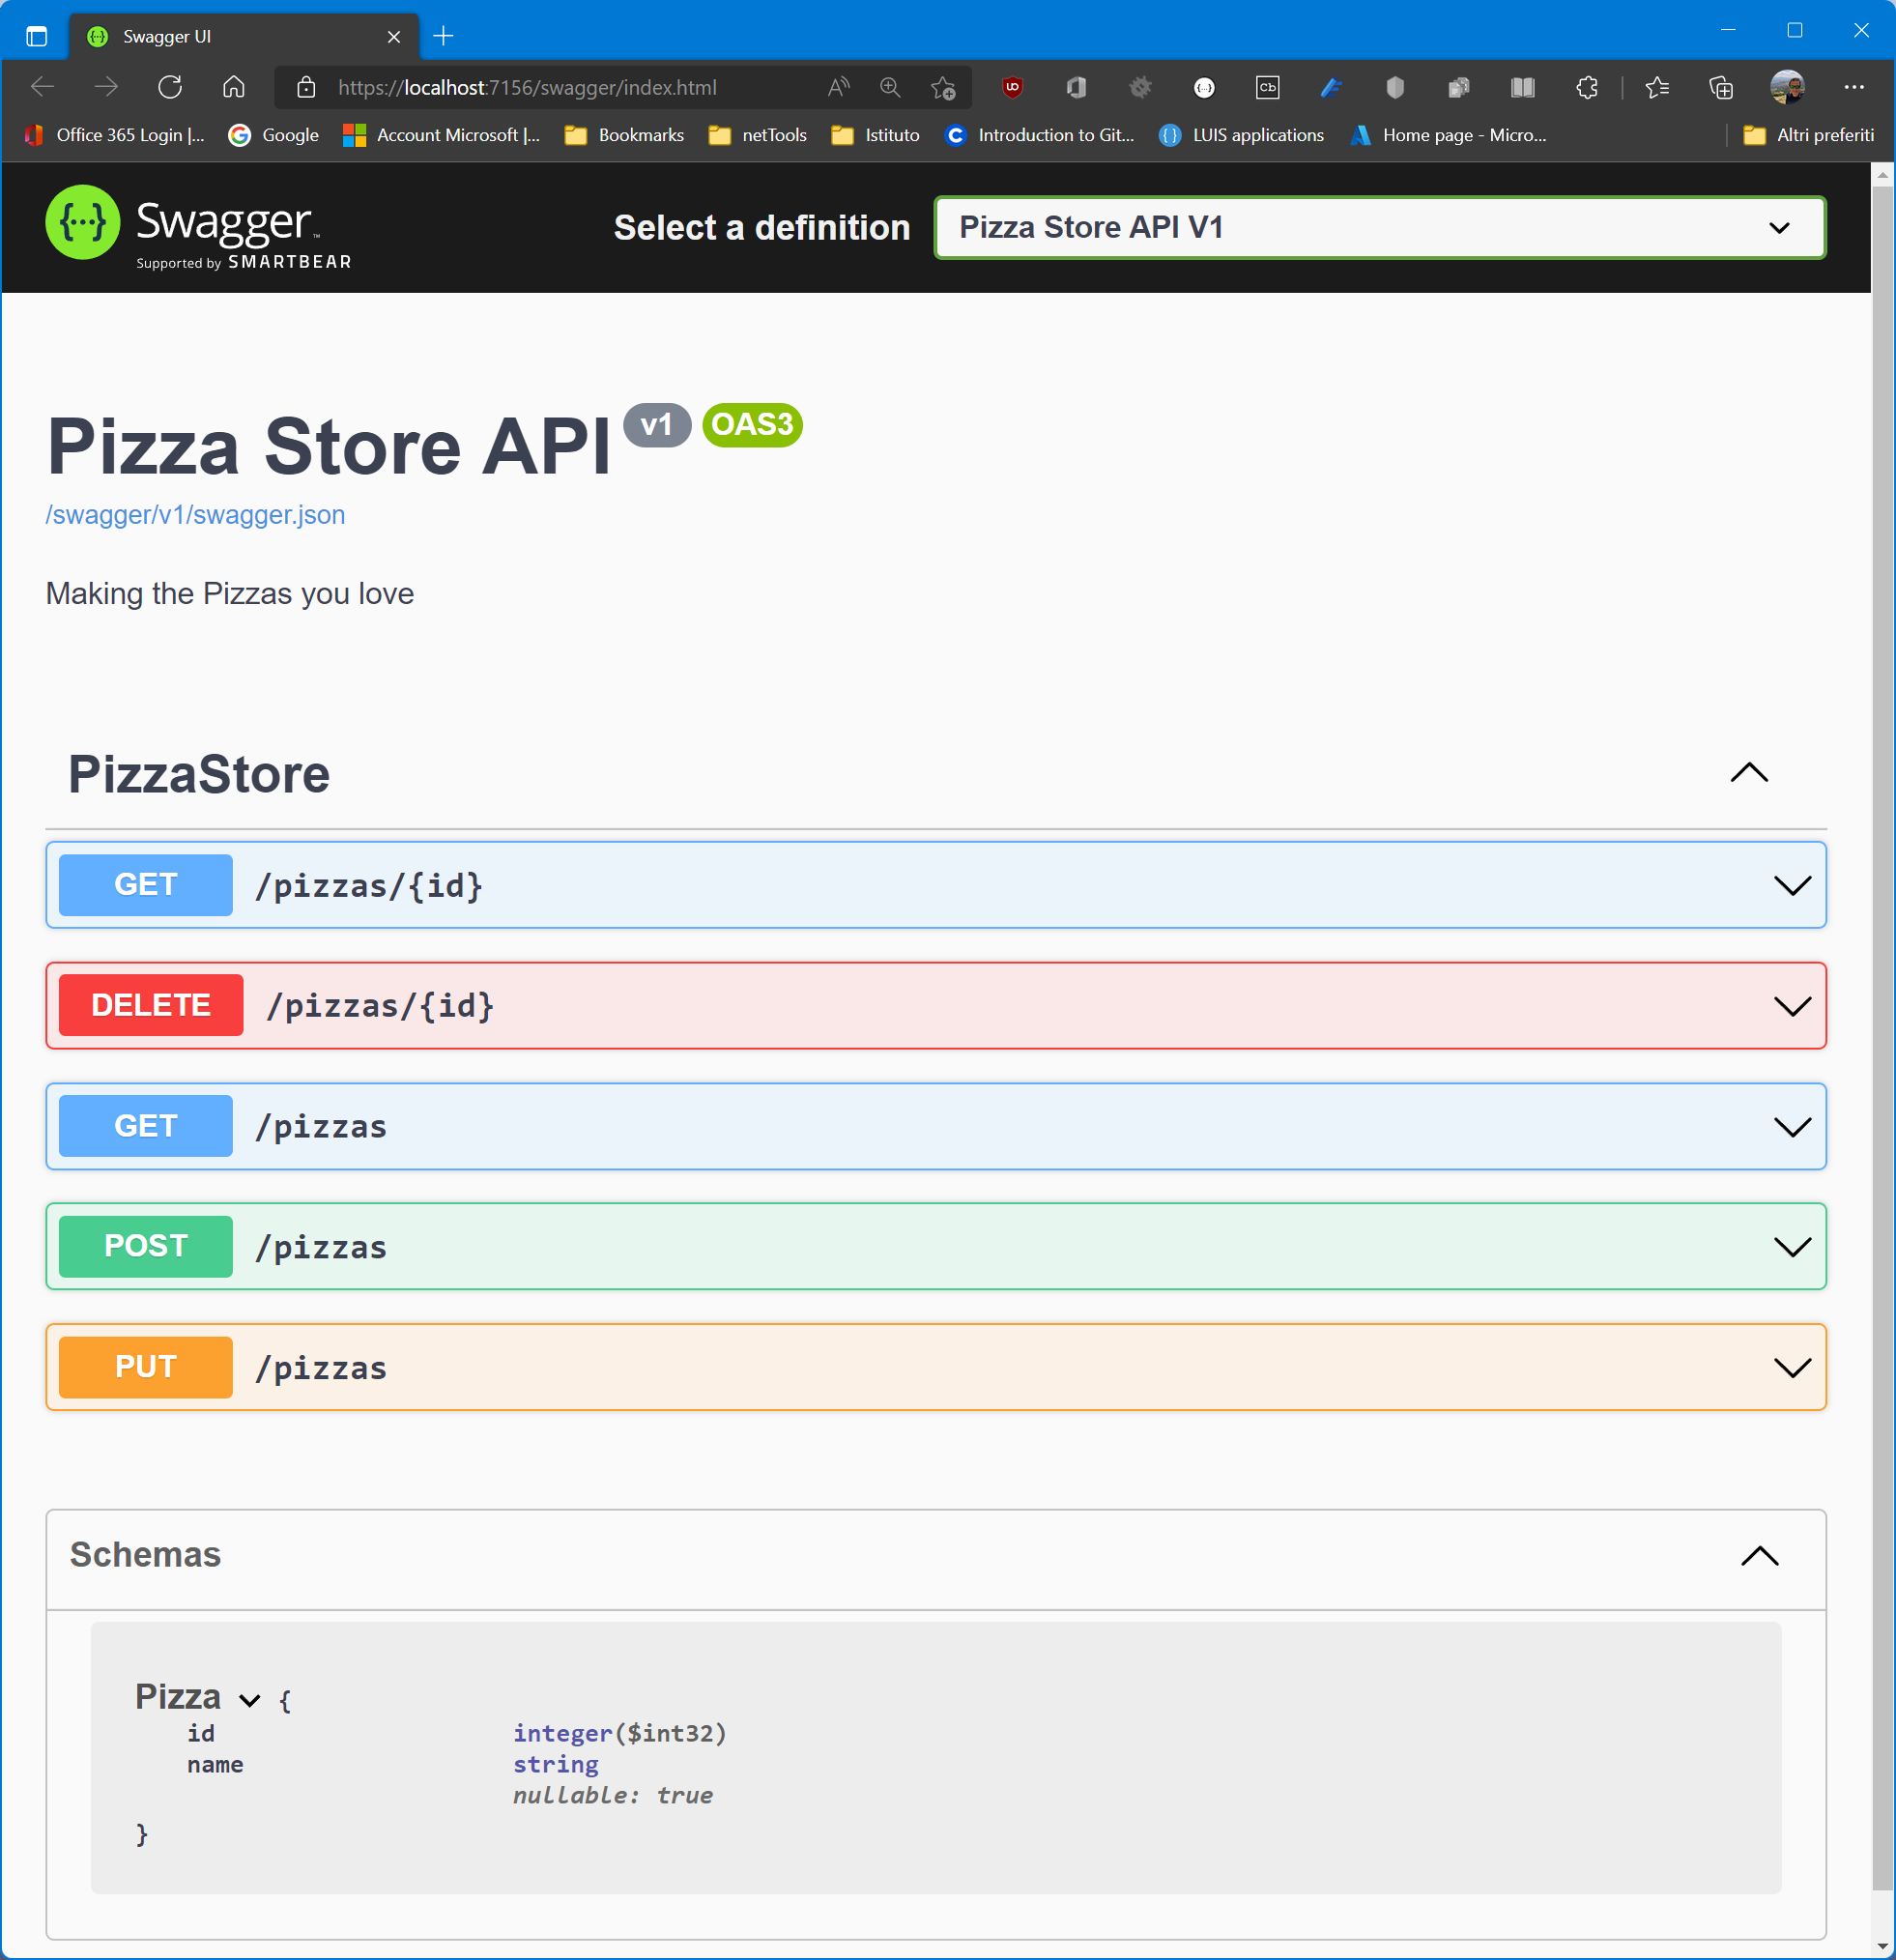 Swagger UI
https://localhost:7156/swagger/index.html
Office 365 Login |... Google Account Microsoft |... Bookmarks netTools Istituto Introduction to Git... LUIS applications Home page - Micro... Altri preferiti
{···} Swagger™ Select a definition Pizza Store API V1
Supported by SMARTBEAR
Pizza Store API v1 OAS3
/swagger/v1/swagger.json
Making the Pizzas you love
PizzaStore
GET /pizzas/{id}
DELETE /pizzas/{id}
GET /pizzas
POST /pizzas
PUT /pizzas
Schemas
Pizza {
id integer($int32)
name string
nullable: true
}